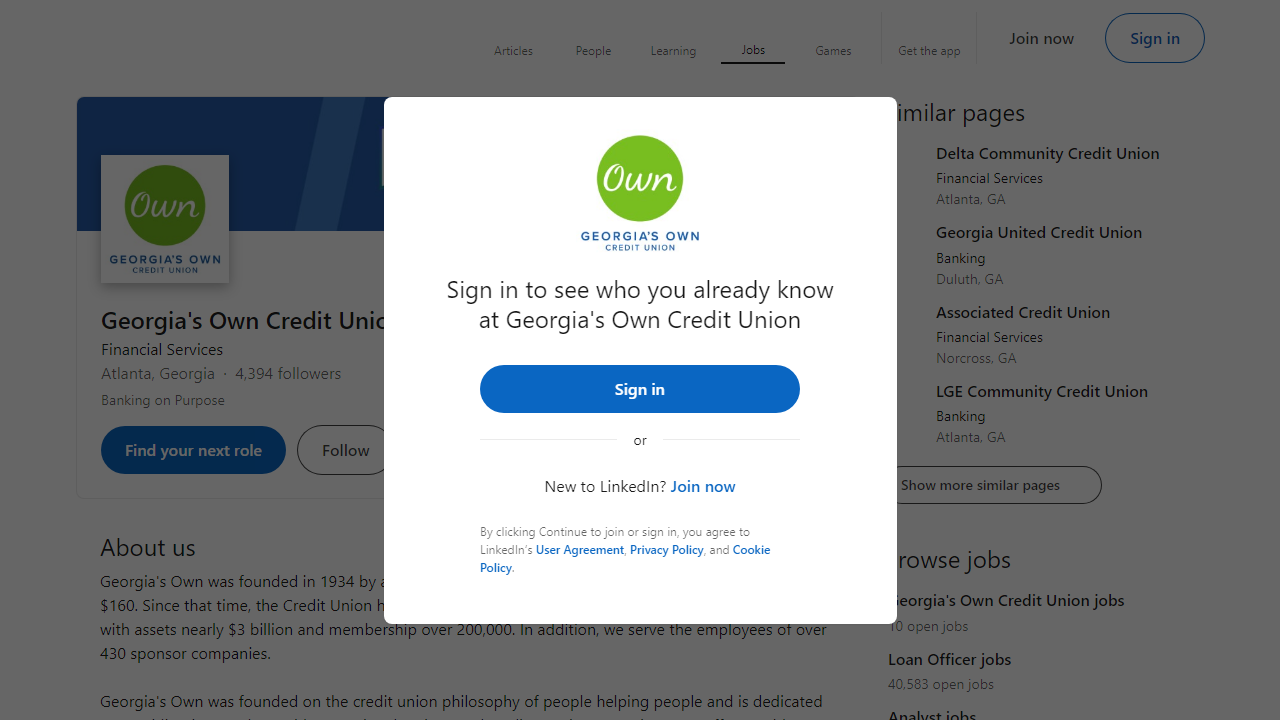 Articles
People
Learning
Jobs
Games
Get the app
Join now
Sign in
Own
GEORGIA'S OWN
CREDIT UNION
Georgia's Own Credit Unio
Financial Services
Atlanta, Georgia · 4,394 followers
Banking on Purpose
Find your next role
Follow
About us
Georgia's Own was founded in 1934 by
$160. Since that time, the Credit Union
with assets nearly $3 billion and membership over 200,000. In addition, we serve the employees of over
430 sponsor companies.
Georgia's Own was founded on the credit union philosophy of people helping people and is dedicated
Own
GEORGIA'S OWN
CREDIT UNION
Sign in to see who you already know
at Georgia's Own Credit Union
Sign in
or
New to LinkedIn? Join now
By clicking Continue to join or sign in, you agree to
LinkedIn's User Agreement, Privacy Policy, and Cookie
Policy.
imilar pages
Delta Community Credit Union
Financial Services
Atlanta, GA
Georgia United Credit Union
Banking
Duluth, GA
Associated Credit Union
Financial Services
Norcross, GA
LGE Community Credit Union
Banking
Atlanta, GA
Show more similar pages
rowse jobs
Georgia's Own Credit Union jobs
10 open jobs
Loan Officer jobs
40,583 open jobs
Analyst jobs